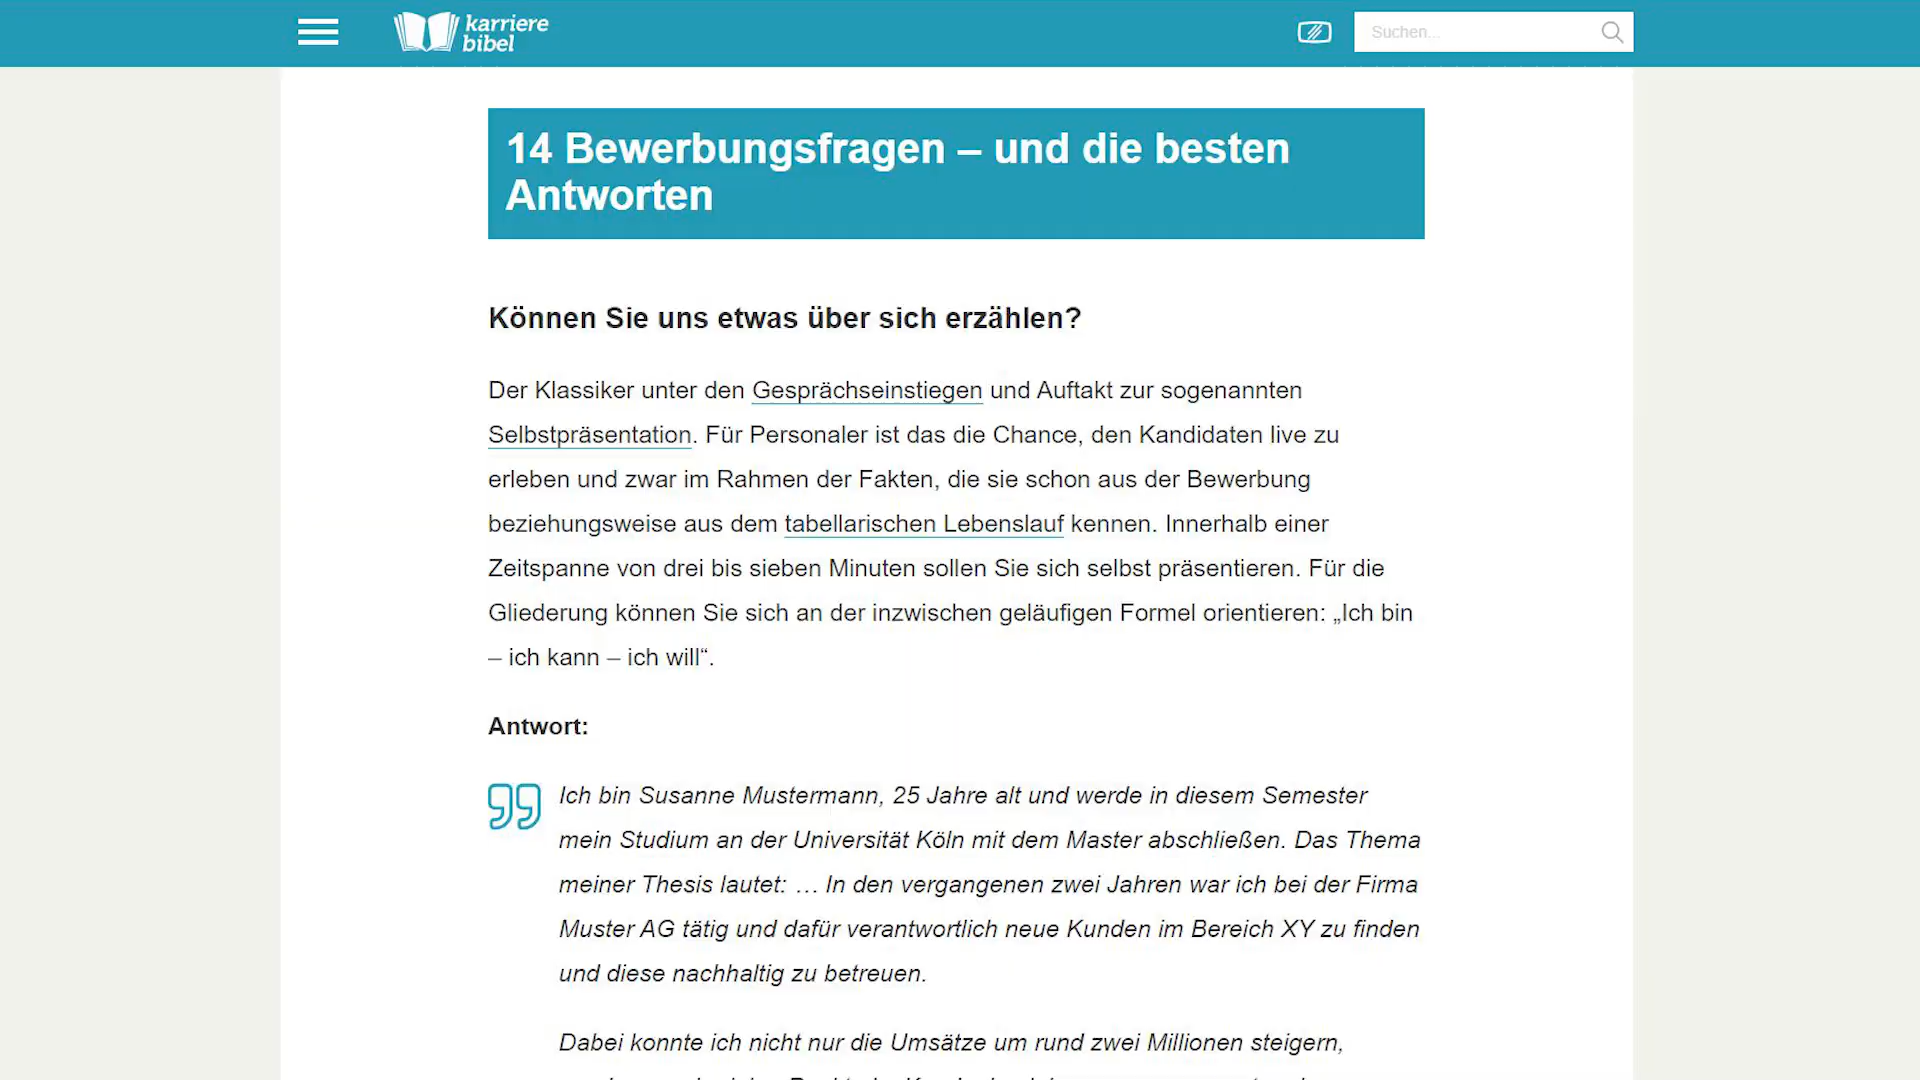 karriere
bibel
Suchen...
14 Bewerbungsfragen – und die besten
Antworten
Können Sie uns etwas über sich erzählen?
Der Klassiker unter den Gesprächseinstiegen und Auftakt zur sogenannten
Selbstpräsentation. Für Personaler ist das die Chance, den Kandidaten live zu
erleben und zwar im Rahmen der Fakten, die sie schon aus der Bewerbung
beziehungsweise aus dem tabellarischen Lebenslauf kennen. Innerhalb einer
Zeitspanne von drei bis sieben Minuten sollen Sie sich selbst präsentieren. Für die
Gliederung können Sie sich an der inzwischen geläufigen Formel orientieren: „Ich bin
– ich kann – ich will“.
Antwort:
Ich bin Susanne Mustermann, 25 Jahre alt und werde in diesem Semester
mein Studium an der Universität Köln mit dem Master abschließen. Das Thema
meiner Thesis lautet: … In den vergangenen zwei Jahren war ich bei der Firma
Muster AG tätig und dafür verantwortlich neue Kunden im Bereich XY zu finden
und diese nachhaltig zu betreuen.
Dabei konnte ich nicht nur die Umsätze um rund zwei Millionen steigern,